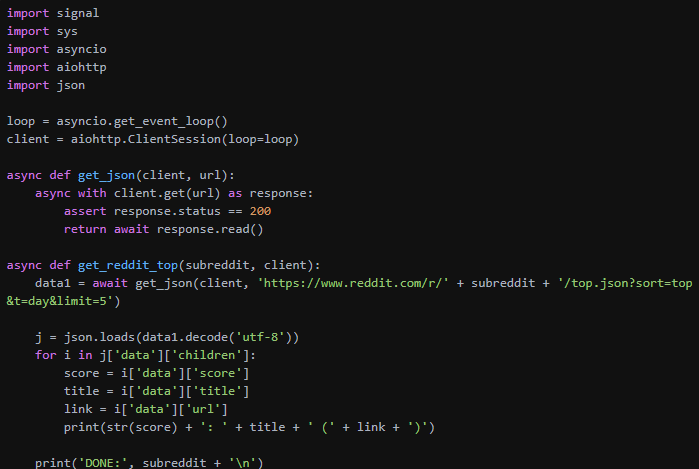 import signal
import sys
import asyncio
import aiohttp
import json

loop = asyncio.get_event_loop()
client = aiohttp.ClientSession(loop=loop)

async def get_json(client, url):
    async with client.get(url) as response:
        assert response.status == 200
        return await response.read()

async def get_reddit_top(subreddit, client):
    data1 = await get_json(client, 'https://www.reddit.com/r/' + subreddit + '/top.json?sort=top
&t=day&limit=5')

    j = json.loads(data1.decode('utf-8'))
    for i in j['data']['children']:
        score = i['data']['score']
        title = i['data']['title']
        link = i['data']['url']
        print(str(score) + ': ' + title + ' (' + link + ')')

    print('DONE:', subreddit + '\n')